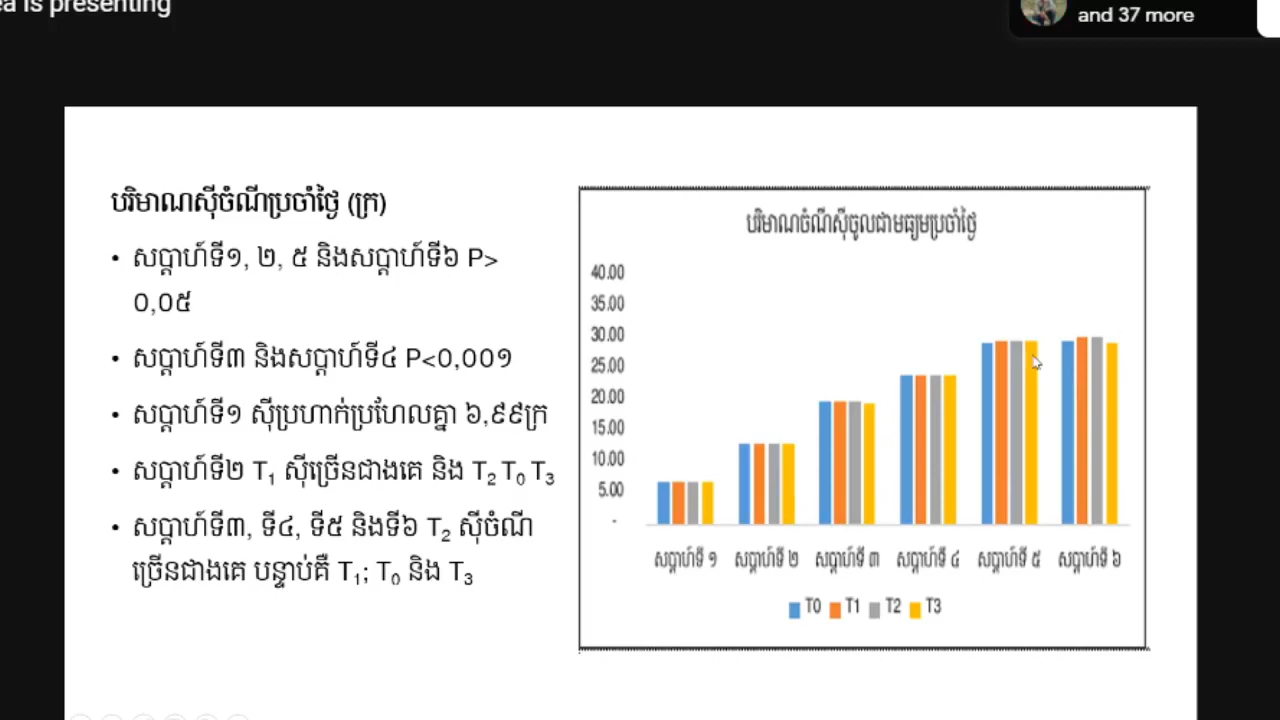 is presenting
and 37 more
បរិមាណស៊ីចំណីប្រចាំថ្ងៃ (ក្រ)
• សប្តាហ៍ទី១, ២, ៥ និងសប្តាហ៍ទី៦ P>
0,0៥
• សប្តាហ៍ទី៣ និងសប្តាហ៍ទី៤ P<0,00១
• សប្តាហ៍ទី១ ស៊ីប្រហាក់ប្រហែលគ្នា ៦,៩៩ក្រ
• សប្តាហ៍ទី២ T₁ ស៊ីច្រើនជាងគេ និង T₂ T₀ T₃
• សប្តាហ៍ទី៣, ទី៤, ទី៥ និងទី៦ T₂ ស៊ីចំណី
ច្រើនជាងគេ បន្ទាប់គឺ T₁; T₀ និង T₃
បរិមាណចំណីស៊ីចូលជាមធ្យមប្រចាំថ្ងៃ
40.00
35.00
30.00
25.00
20.00
15.00
10.00
5.00
-
សប្តាហ៍ទី ១ សប្តាហ៍ទី ២ សប្តាហ៍ទី ៣ សប្តាហ៍ទី ៤ សប្តាហ៍ទី ៥ សប្តាហ៍ទី ៦
T0 T1 T2 T3